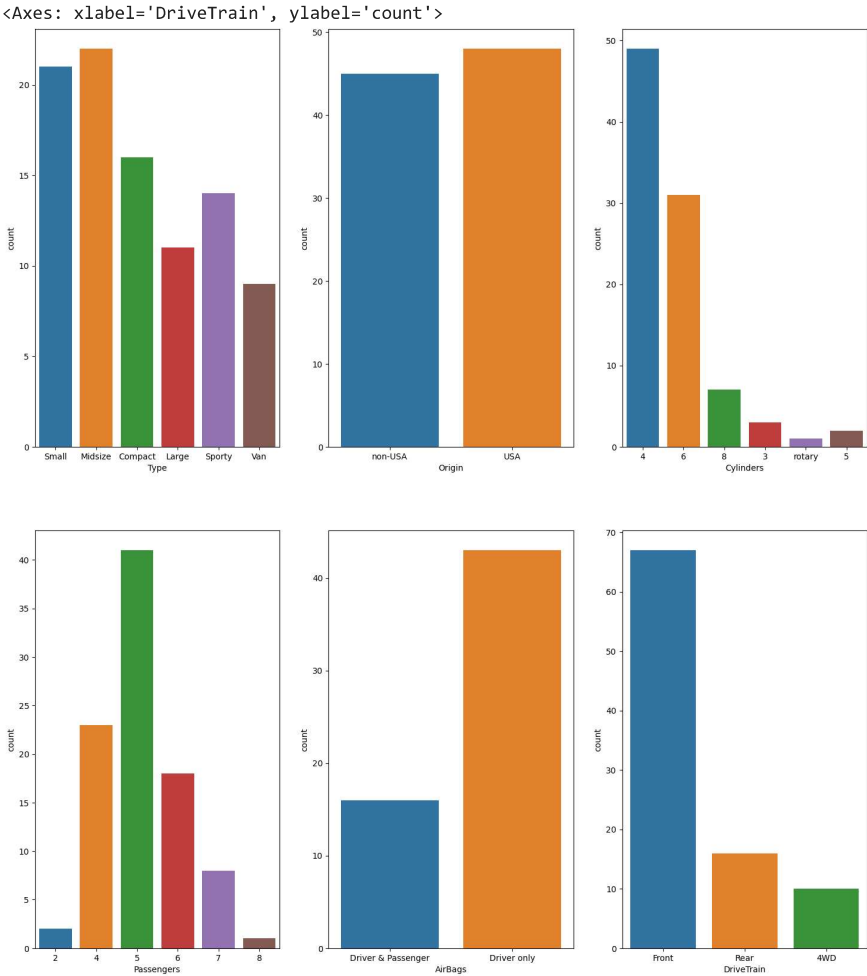 <Axes: xlabel='DriveTrain', ylabel='count'>
20
15
10
5
0
count
Small Midsize Compact Large Sporty Van
Type
50
40
30
20
10
0
count
non-USA USA
Origin
50
40
30
20
10
0
count
4 6 8 3 rotary 5
Cylinders
40
35
30
25
20
15
10
5
0
count
2 4 5 6 7 8
Passengers
40
30
20
10
0
count
Driver & Passenger Driver only
AirBags
70
60
50
40
30
20
10
0
count
Front Rear 4WD
DriveTrain